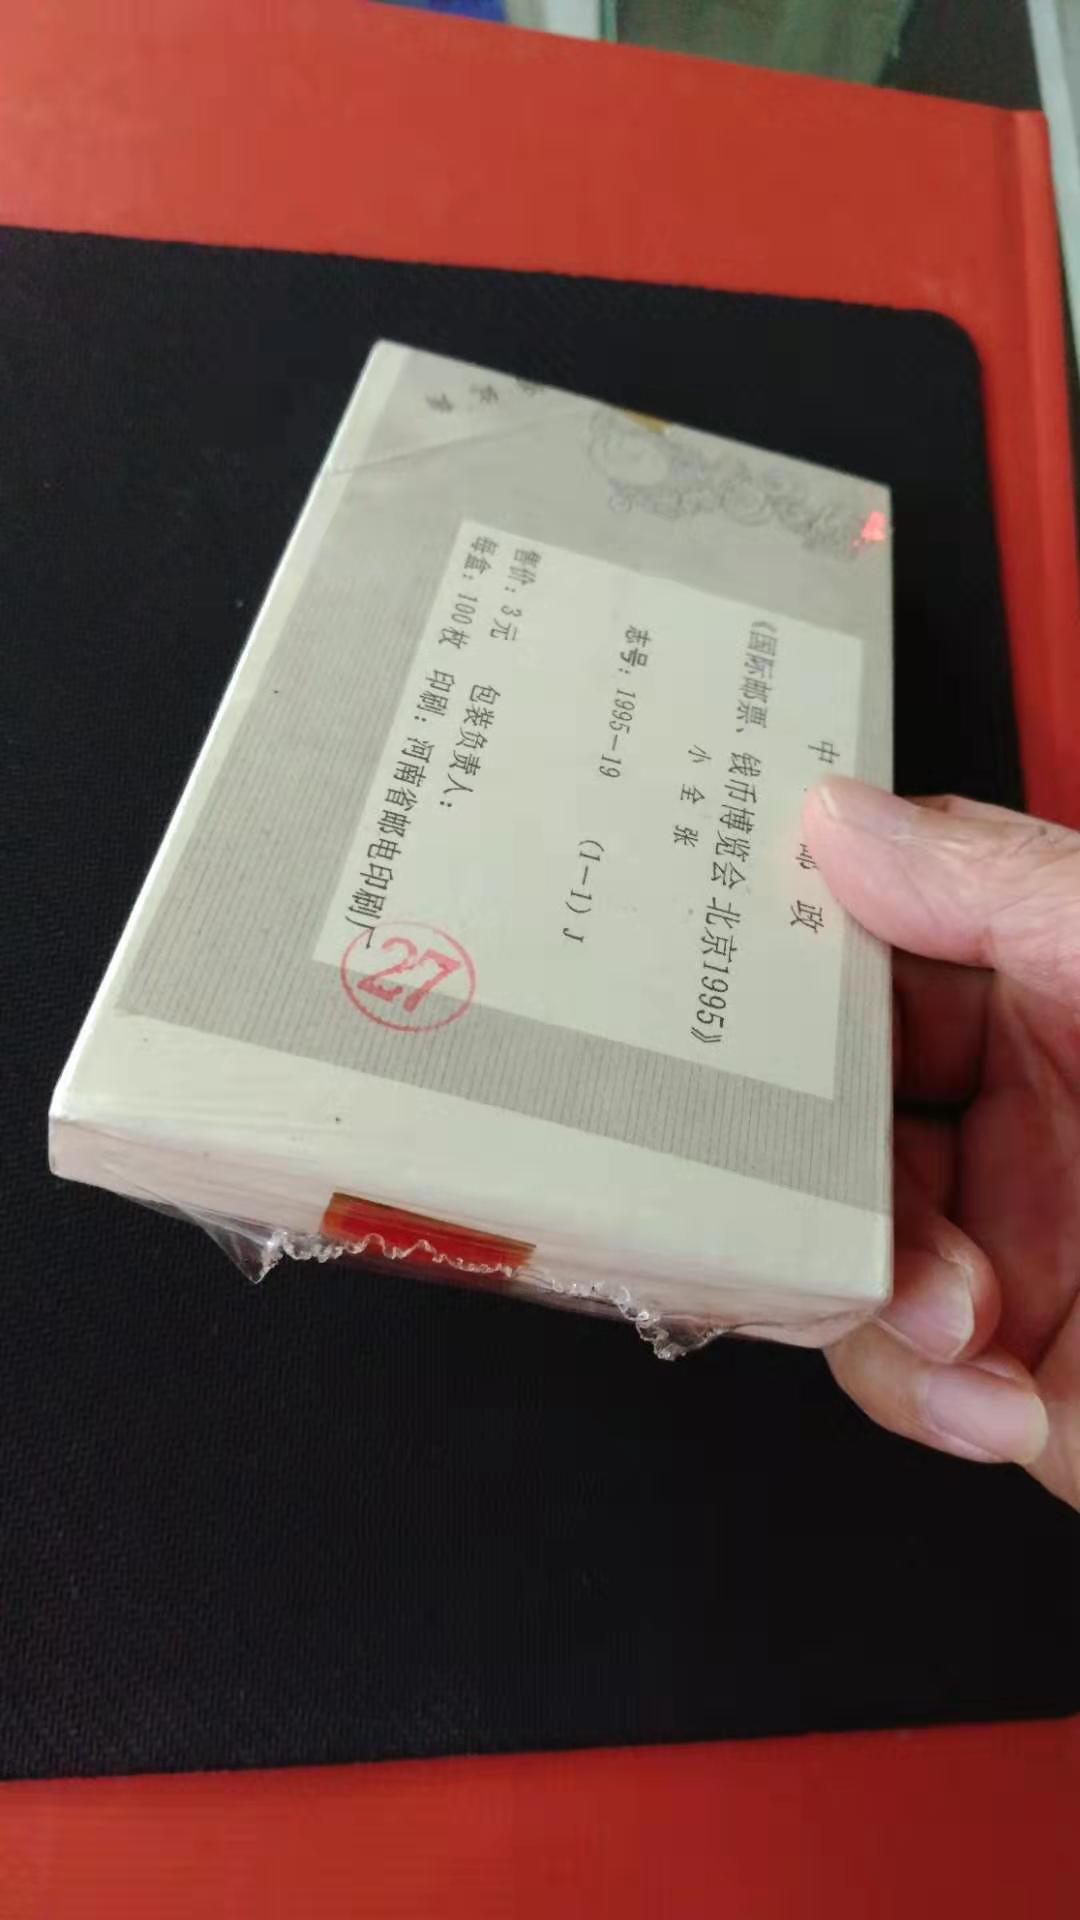 中 邮 政
《国际邮票、钱币博览会 北京1995》
小 全 张
志号：1995—19 (1—1) J
售价：3元 包装负责人：
每盒：100枚 印刷：河南省邮电印刷厂
27